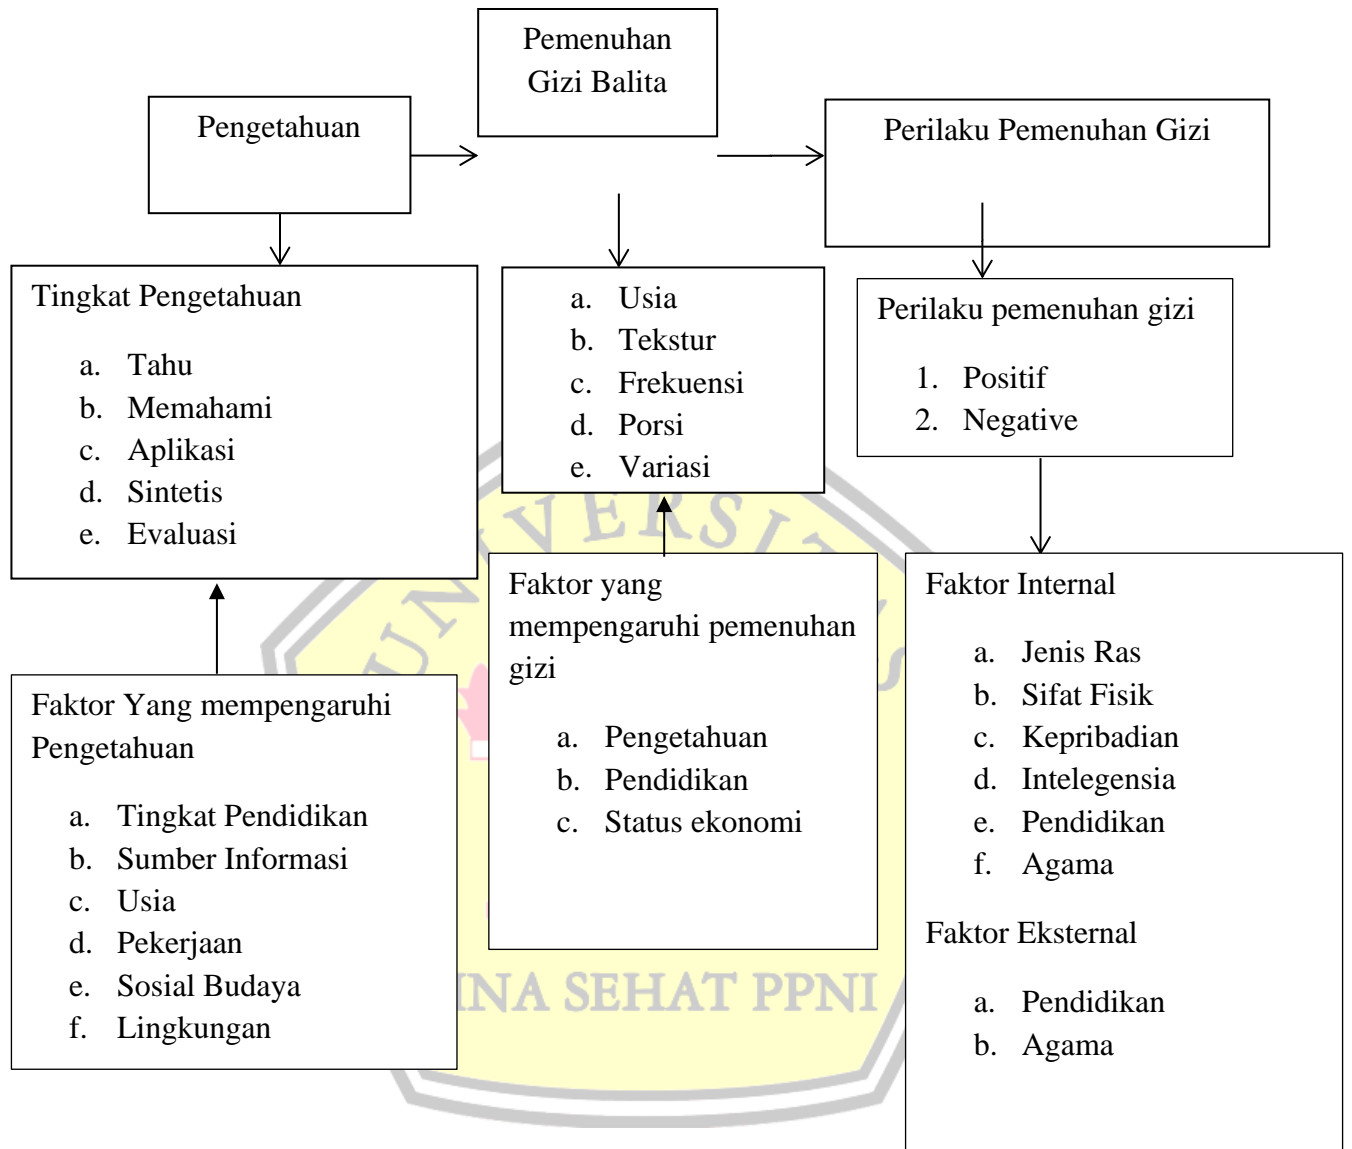 Pemenuhan
Gizi Balita
Pengetahuan
Perilaku Pemenuhan Gizi
Tingkat Pengetahuan
a. Tahu
b. Memahami
c. Aplikasi
d. Sintetis
e. Evaluasi
a. Usia
b. Tekstur
c. Frekuensi
d. Porsi
e. Variasi
Perilaku pemenuhan gizi
1. Positif
2. Negative
Faktor Yang mempengaruhi
Pengetahuan
a. Tingkat Pendidikan
b. Sumber Informasi
c. Usia
d. Pekerjaan
e. Sosial Budaya
f. Lingkungan
Faktor yang
mempengaruhi pemenuhan
gizi
a. Pengetahuan
b. Pendidikan
c. Status ekonomi
Faktor Internal
a. Jenis Ras
b. Sifat Fisik
c. Kepribadian
d. Intelegensia
e. Pendidikan
f. Agama
Faktor Eksternal
a. Pendidikan
b. Agama
SEHAT PPNI